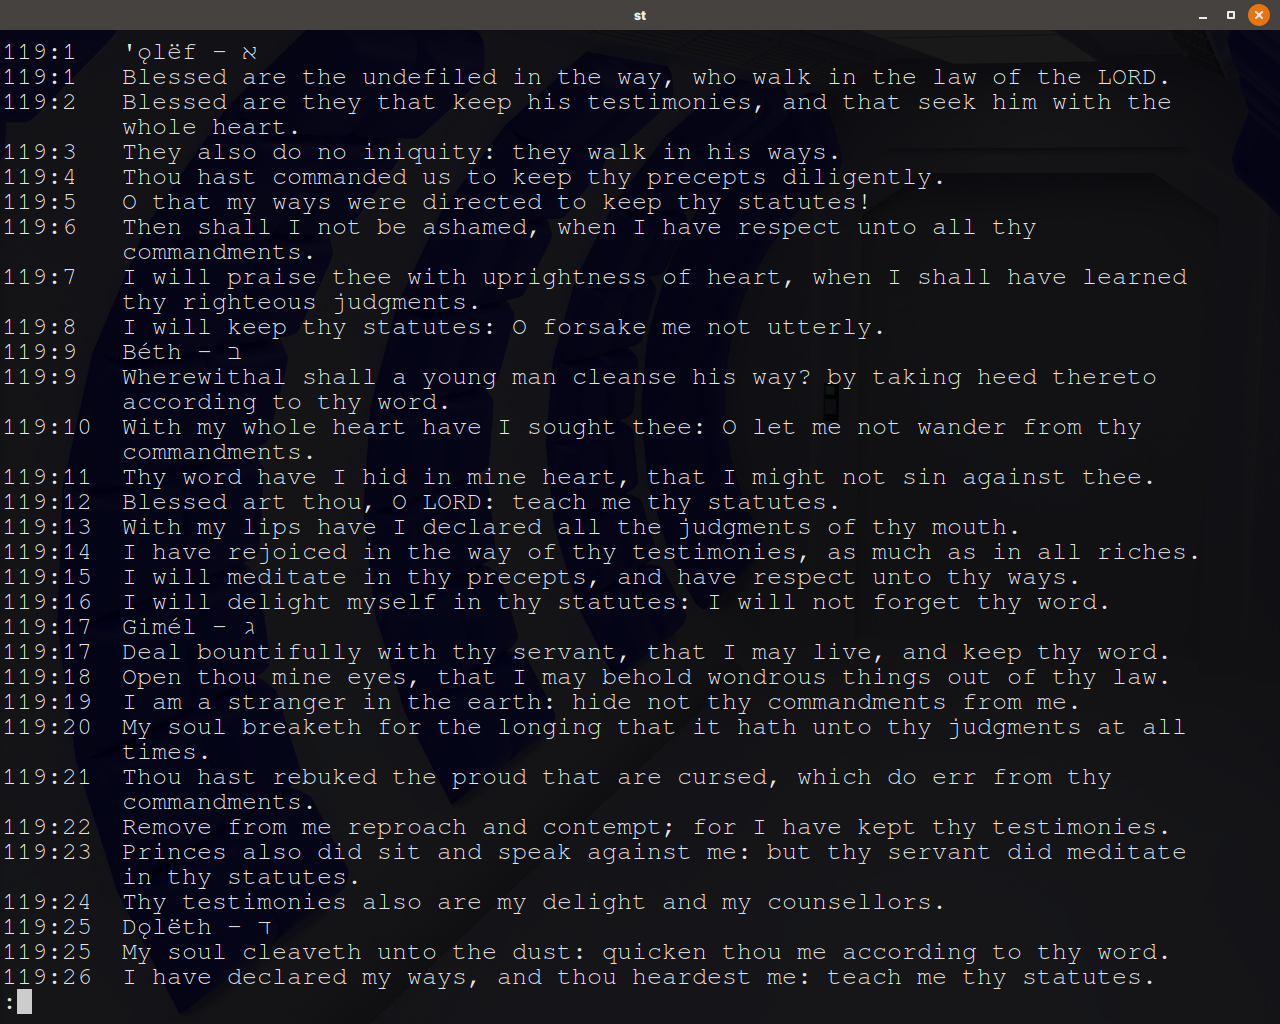 st
119:1 'ǫlëf – א
119:1 Blessed are the undefiled in the way, who walk in the law of the LORD.
119:2 Blessed are they that keep his testimonies, and that seek him with the
whole heart.
119:3 They also do no iniquity: they walk in his ways.
119:4 Thou hast commanded us to keep thy precepts diligently.
119:5 O that my ways were directed to keep thy statutes!
119:6 Then shall I not be ashamed, when I have respect unto all thy
commandments.
119:7 I will praise thee with uprightness of heart, when I shall have learned
thy righteous judgments.
119:8 I will keep thy statutes: O forsake me not utterly.
119:9 Béth – ב
119:9 Wherewithal shall a young man cleanse his way? by taking heed thereto
according to thy word.
119:10 With my whole heart have I sought thee: O let me not wander from thy
commandments.
119:11 Thy word have I hid in mine heart, that I might not sin against thee.
119:12 Blessed art thou, O LORD: teach me thy statutes.
119:13 With my lips have I declared all the judgments of thy mouth.
119:14 I have rejoiced in the way of thy testimonies, as much as in all riches.
119:15 I will meditate in thy precepts, and have respect unto thy ways.
119:16 I will delight myself in thy statutes: I will not forget thy word.
119:17 Gimél – ג
119:17 Deal bountifully with thy servant, that I may live, and keep thy word.
119:18 Open thou mine eyes, that I may behold wondrous things out of thy law.
119:19 I am a stranger in the earth: hide not thy commandments from me.
119:20 My soul breaketh for the longing that it hath unto thy judgments at all
times.
119:21 Thou hast rebuked the proud that are cursed, which do err from thy
commandments.
119:22 Remove from me reproach and contempt; for I have kept thy testimonies.
119:23 Princes also did sit and speak against me: but thy servant did meditate
in thy statutes.
119:24 Thy testimonies also are my delight and my counsellors.
119:25 Dǫlëth – ד
119:25 My soul cleaveth unto the dust: quicken thou me according to thy word.
119:26 I have declared my ways, and thou heardest me: teach me thy statutes.
: